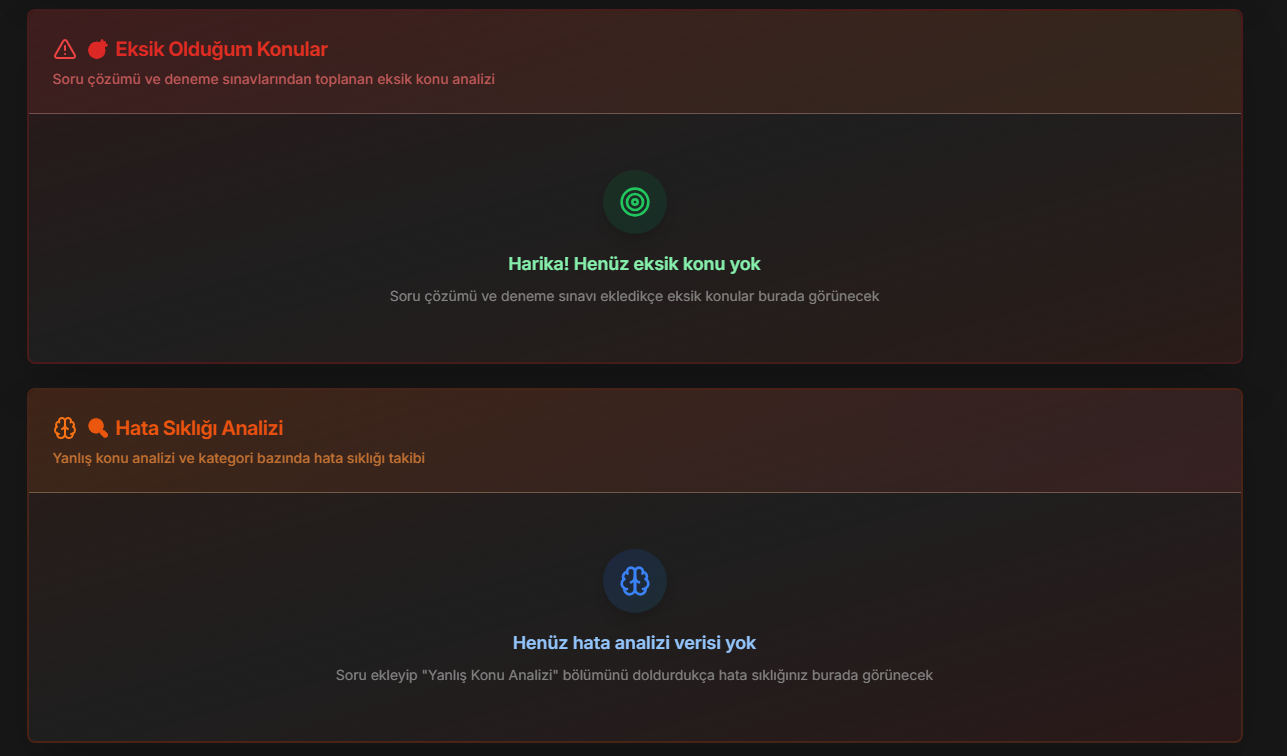 Eksik Olduğum Konular
Soru çözümü ve deneme sınavlarından toplanan eksik konu analizi
Harika! Henüz eksik konu yok
Soru çözümü ve deneme sınavı ekledikçe eksik konular burada görünecek
Hata Sıklığı Analizi
Yanlış konu analizi ve kategori bazında hata sıklığı takibi
Henüz hata analizi verisi yok
Soru ekleyip "Yanlış Konu Analizi" bölümünü doldurdukça hata sıklığınız burada görünecek